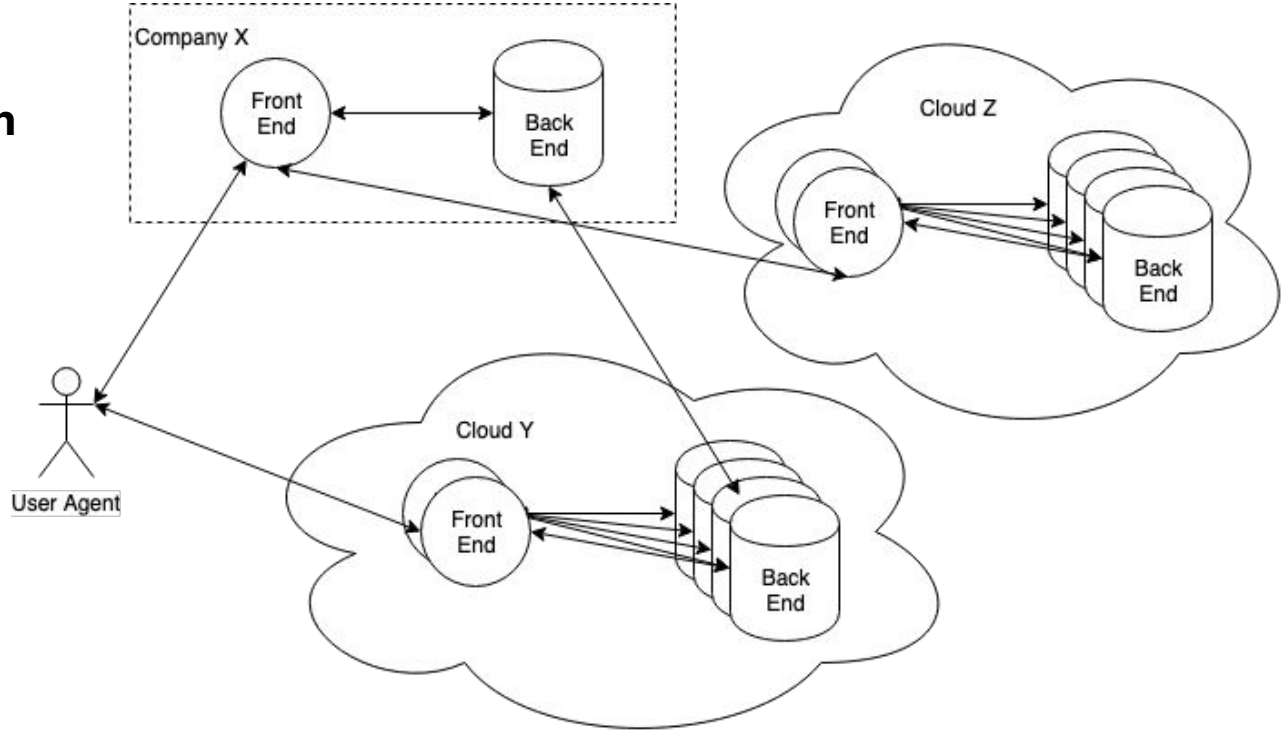 Company X
Front
End
Back
End
n
Cloud Z
Front
End
Back
End
Cloud Y
Front
End
Back
End
User Agent